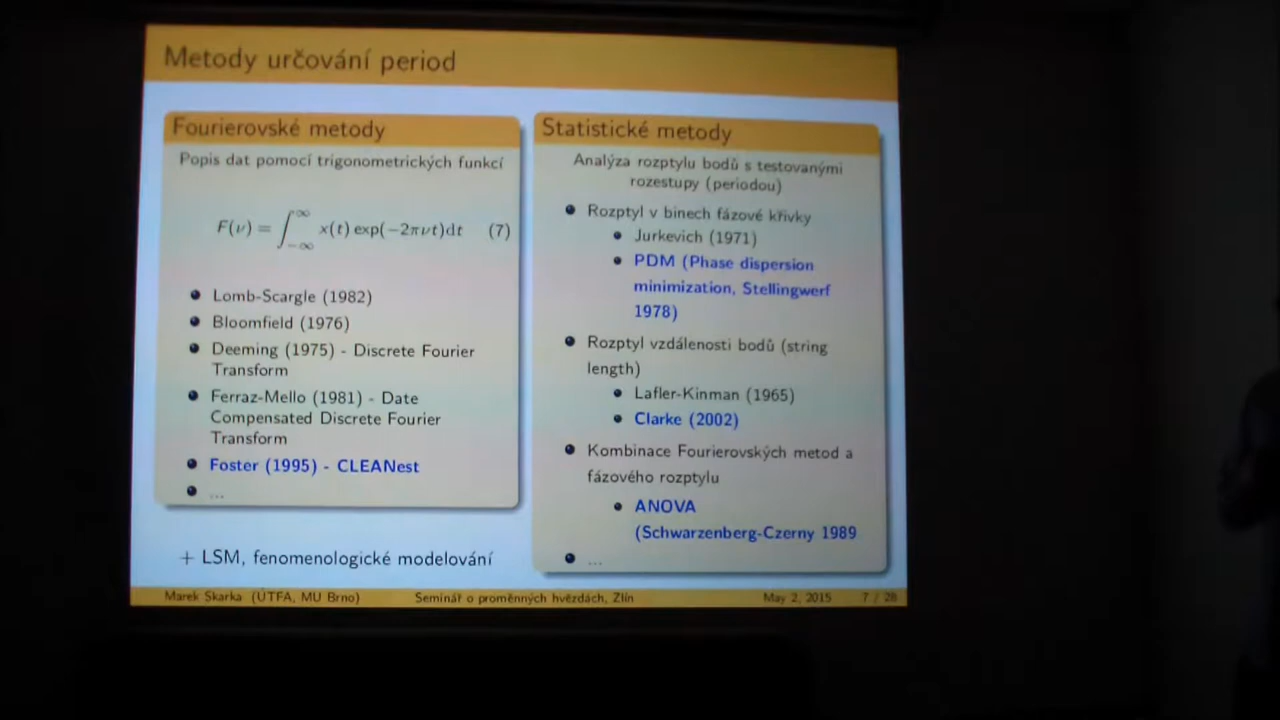 Metody určování period
Fourierovské metody
Popis dat pomocí trigonometrických funkcí
F(ν) = ∫_{−∞}^{∞} x(t) exp(−2πνt)dt (7)
Lomb-Scargle (1982)
Bloomfield (1976)
Deeming (1975) - Discrete Fourier
Transform
Ferraz-Mello (1981) - Date
Compensated Discrete Fourier
Transform
Foster (1995) - CLEANest
...
+ LSM, fenomenologické modelování
Statistické metody
Analýza rozptylu bodů s testovanými
rozestupy (periodou)
Rozptyl v binech fázové křivky
Jurkevich (1971)
PDM (Phase dispersion
minimization, Stellingwerf
1978)
Rozptyl vzdálenosti bodů (string
length)
Lafler-Kinman (1965)
Clarke (2002)
Kombinace Fourierovských metod a
fázového rozptylu
ANOVA
(Schwarzenberg-Czerny 1989
...
Marek Skarka (ÚTFA, MU Brno) Seminář o proměnných hvězdách, Zlín May 2, 2015 7 / 28